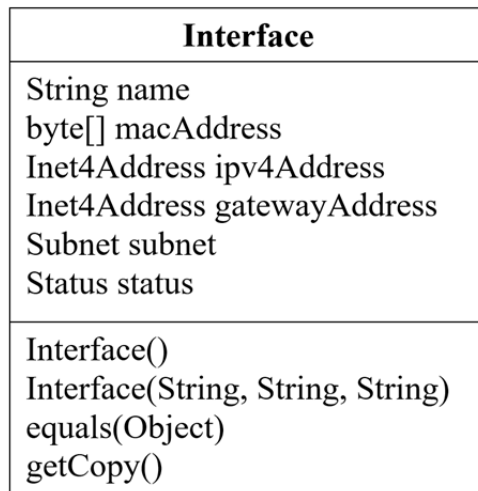 Interface
String name
byte[] macAddress
Inet4Address ipv4Address
Inet4Address gatewayAddress
Subnet subnet
Status status
Interface()
Interface(String, String, String)
equals(Object)
getCopy()